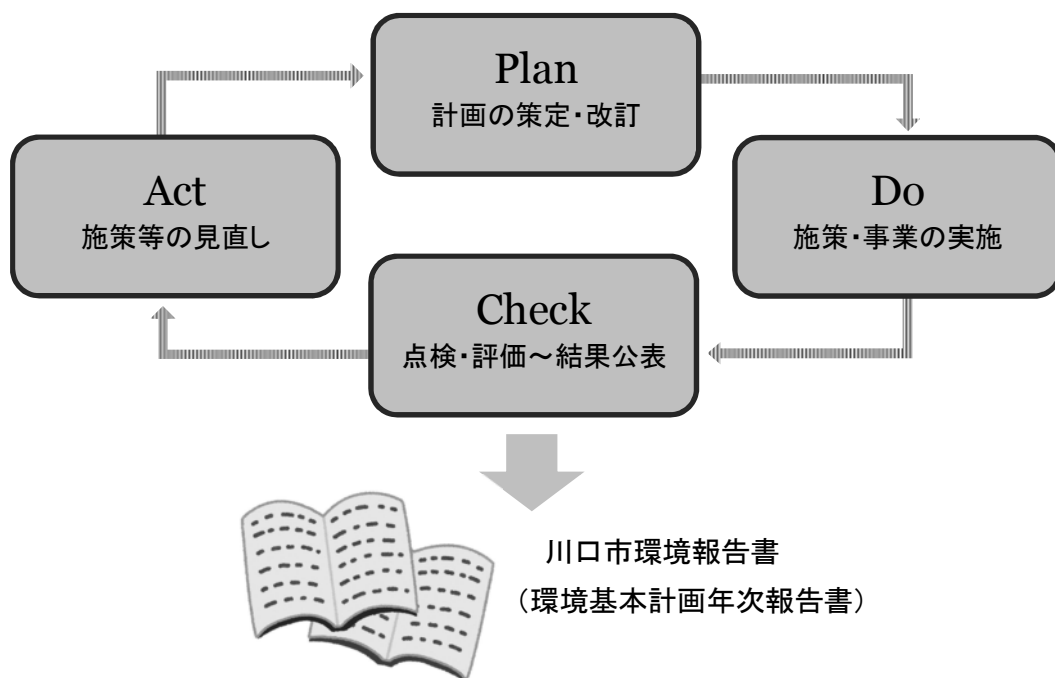 Plan
計画の策定・改訂
Act
施策等の見直し
Do
施策・事業の実施
Check
点検・評価～結果公表
川口市環境報告書
（環境基本計画年次報告書）